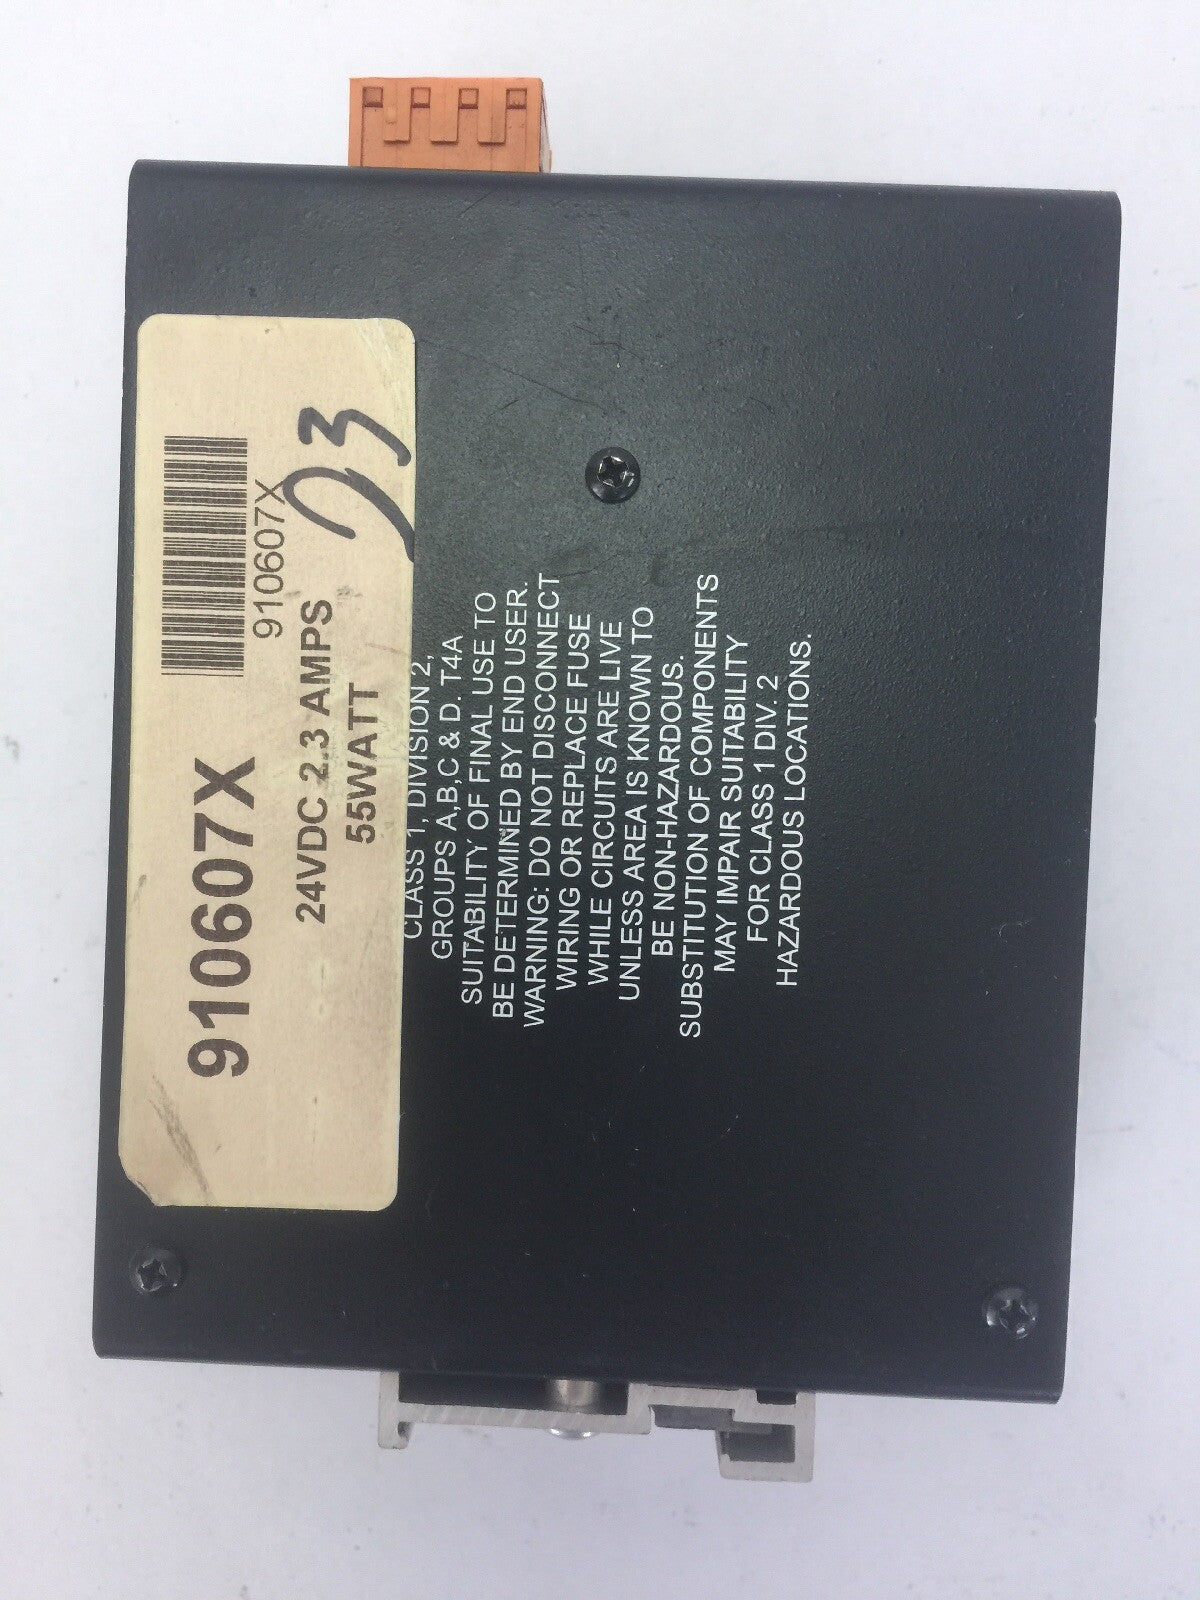 910607X
910607X
24VDC 2.3 AMPS
55WATT
CLASS 1, DIVISION 2,
GROUPS A,B,C & D. T4A
SUITABILITY OF FINAL USE TO
BE DETERMINED BY END USER.
WARNING: DO NOT DISCONNECT
WIRING OR REPLACE FUSE
WHILE CIRCUITS ARE LIVE
UNLESS AREA IS KNOWN TO
BE NON-HAZARDOUS.
SUBSTITUTION OF COMPONENTS
MAY IMPAIR SUITABILITY
FOR CLASS 1 DIV. 2
HAZARDOUS LOCATIONS.